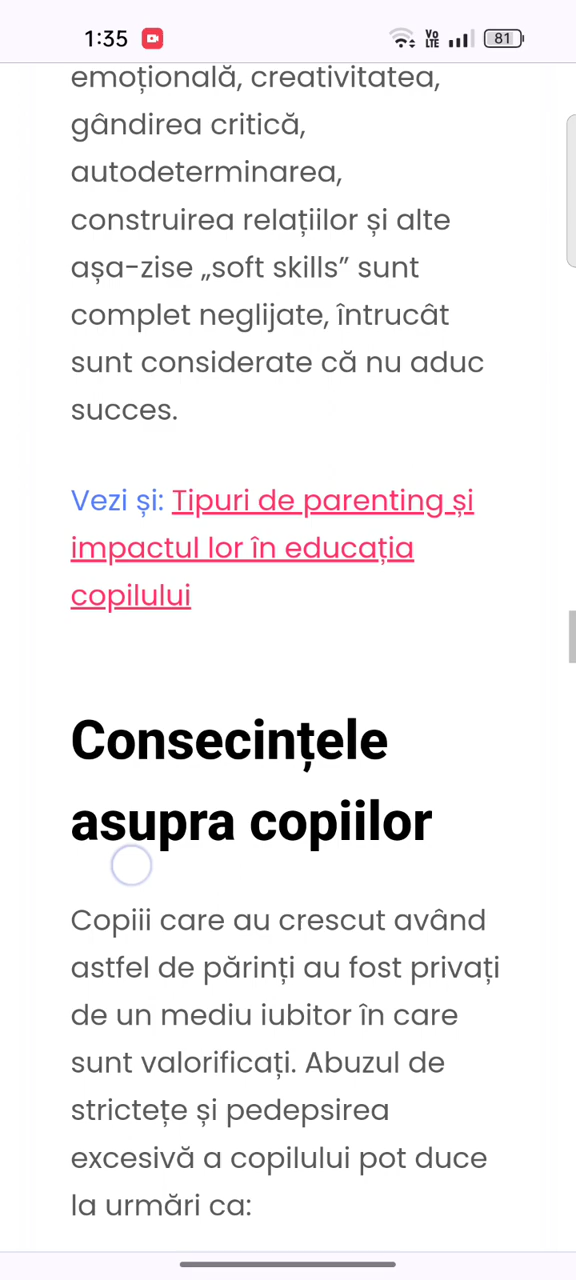 1:35
Vo
LTE
81
emoțională, creativitatea,
gândirea critică,
autodeterminarea,
construirea relațiilor și alte
așa-zise „soft skills” sunt
complet neglijate, întrucât
sunt considerate că nu aduc
succes.
Vezi și: Tipuri de parenting și
impactul lor în educația
copilului
Consecințele
asupra copiilor
Copiii care au crescut având
astfel de părinți au fost privați
de un mediu iubitor în care
sunt valorificați. Abuzul de
strictețe și pedepsirea
excesivă a copilului pot duce
la urmări ca: